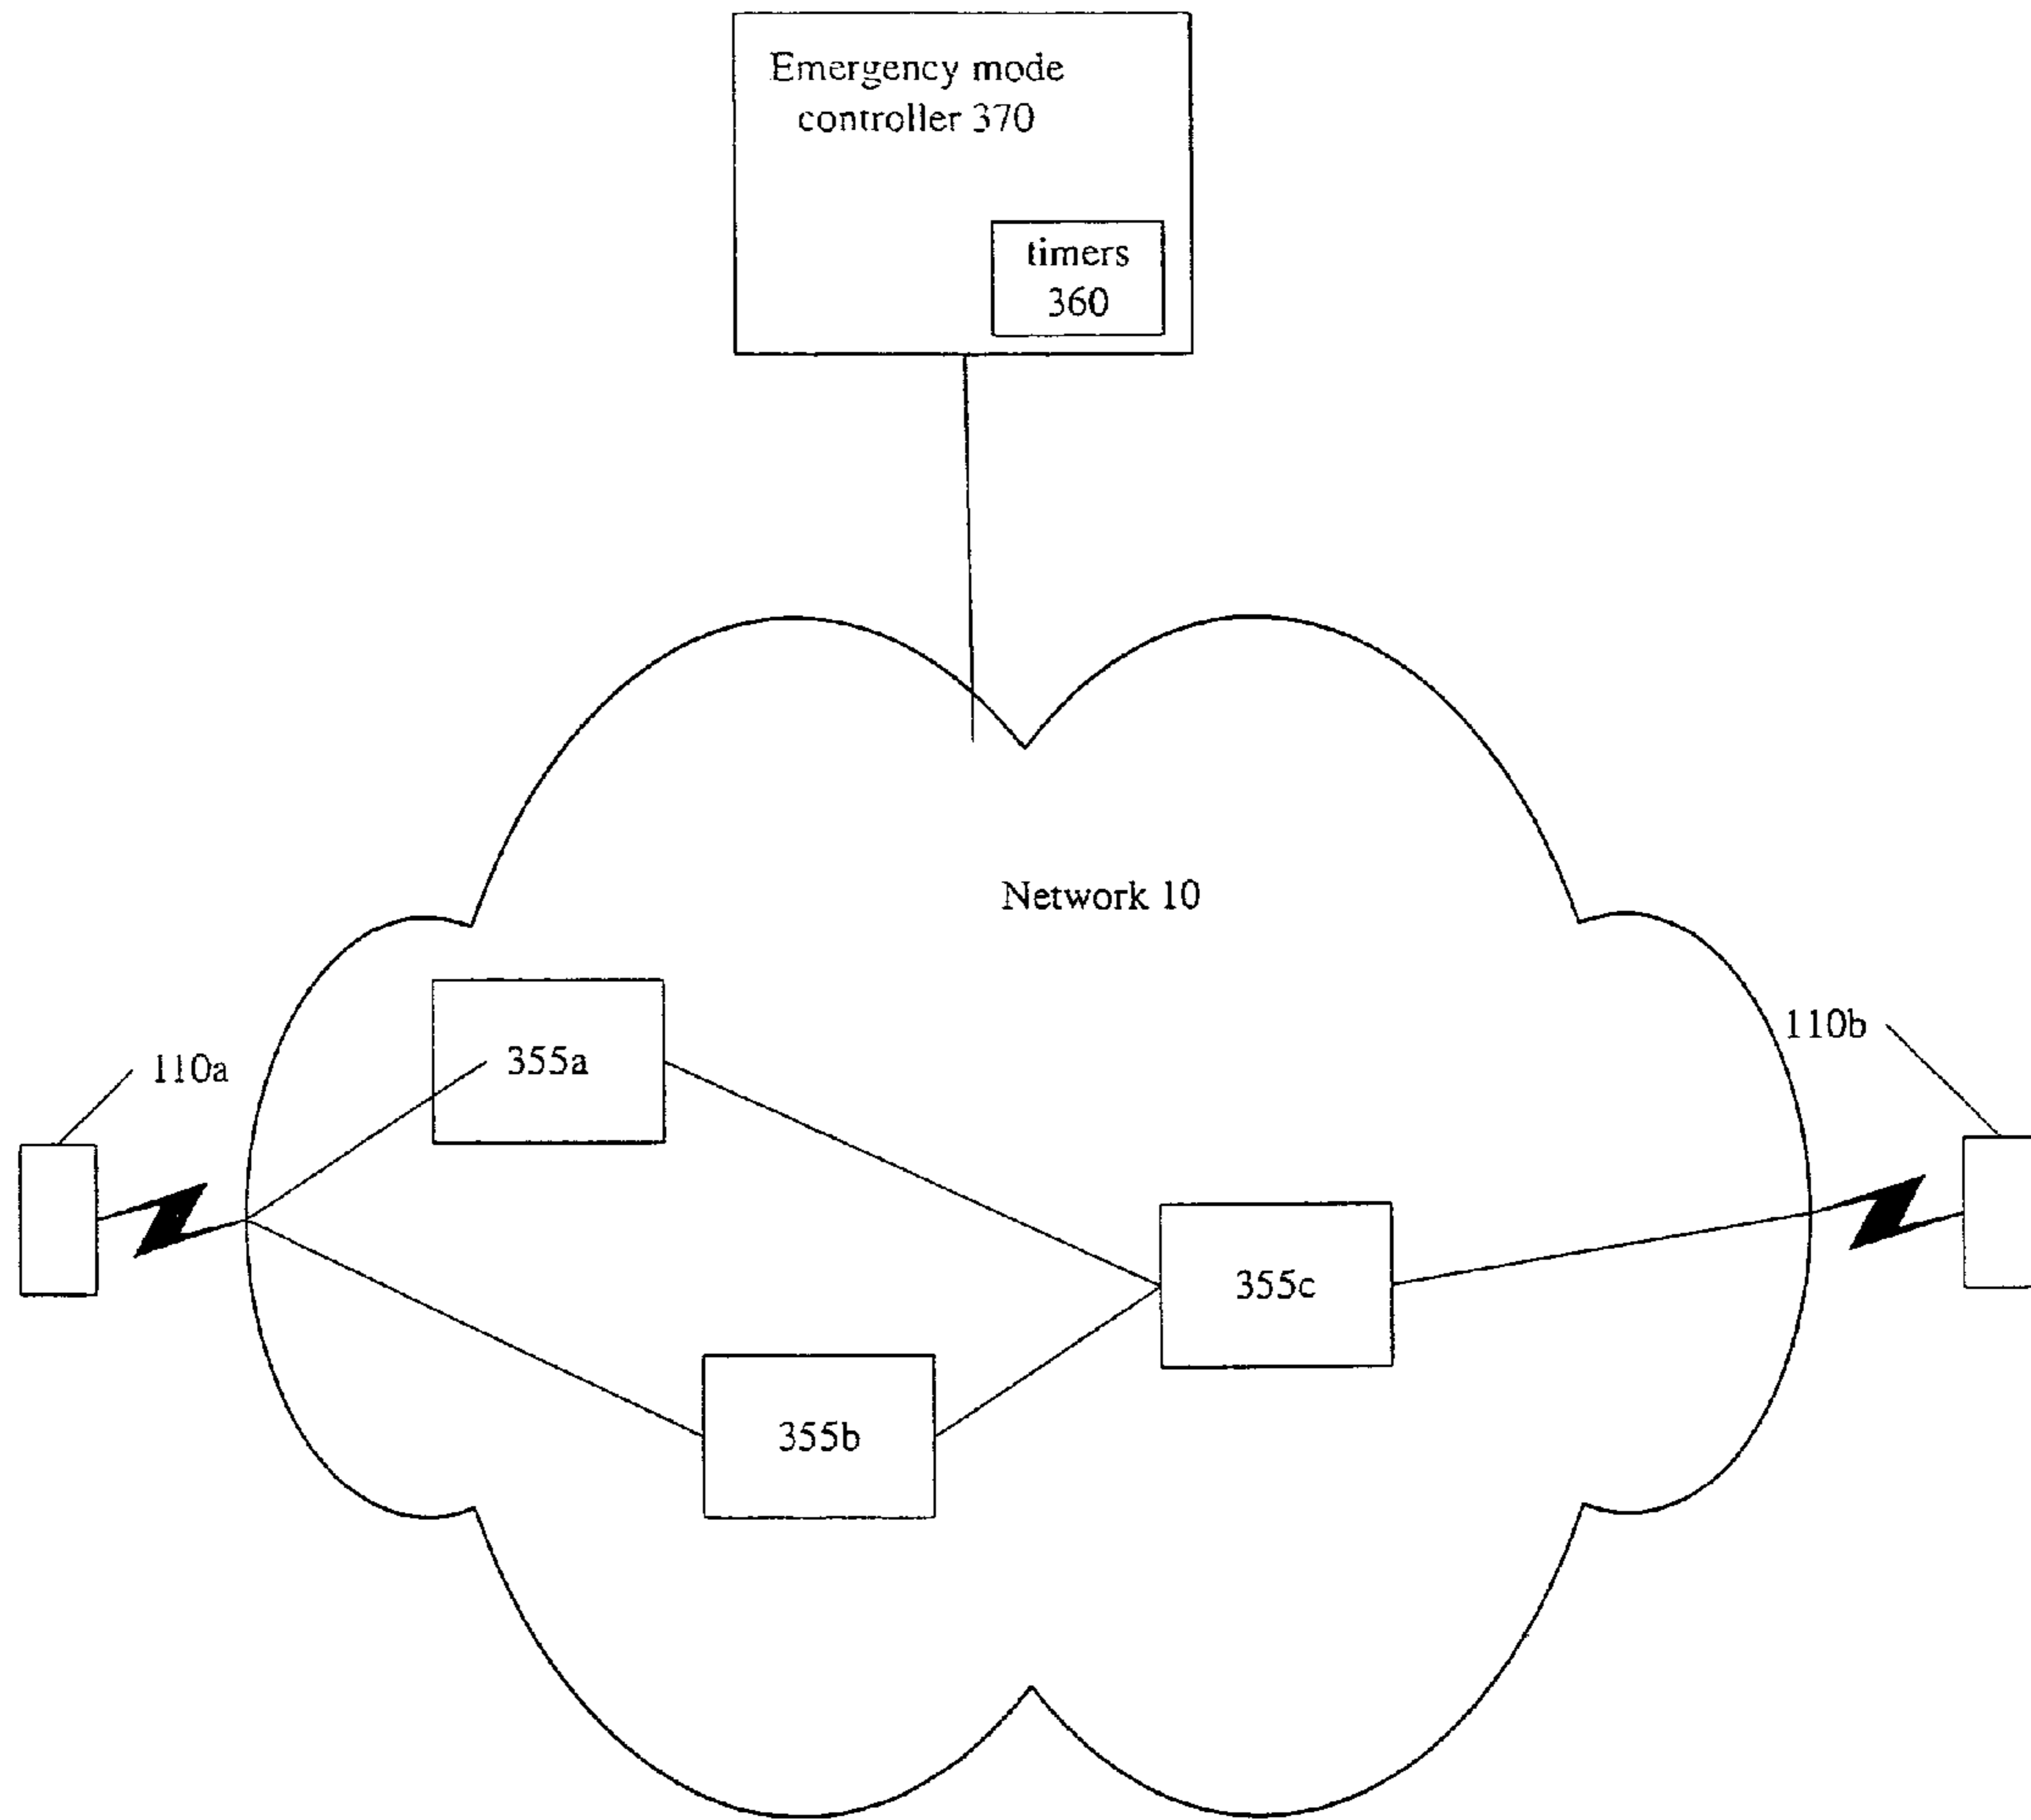 Emergency mode
controller 370
timers
360
Network 10
110b
355a
110a
355c
355b